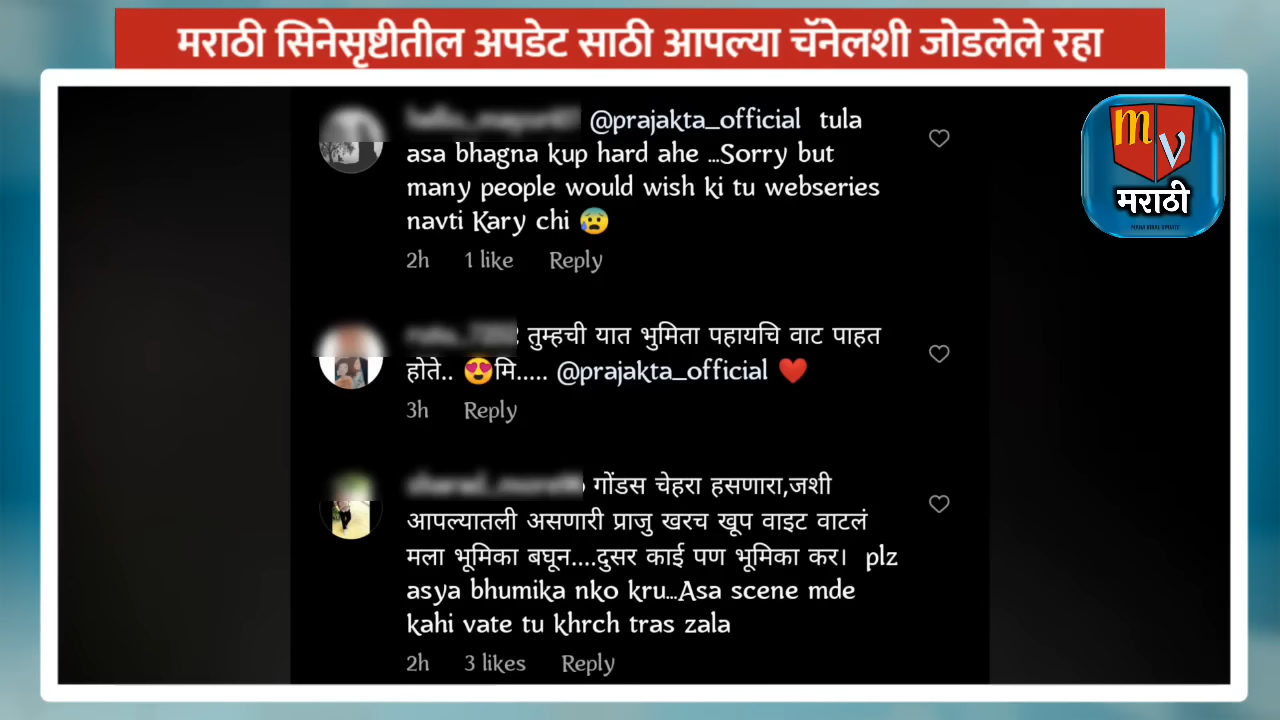 मराठी सिनेसृष्टीतील अपडेट साठी आपल्या चॅनेलशी जोडलेले रहा
m
v
मराठी
@prajakta_official tula
asa bhagna kup hard ahe ...Sorry but
many people would wish ki tu webseries
navti Kary chi 😰
2h 1 like Reply
तुम्हची यात भुमिता पहायचि वाट पाहत
होते.. 😍मि..... @prajakta_official ❤️
3h Reply
गोंडस चेहरा हसणारा,जशी
आपल्यातली असणारी प्राजु खरच खूप वाइट वाटलं
मला भूमिका बघून....दुसर काई पण भूमिका कर। plz
asya bhumika nko kru...Asa scene mde
kahi vate tu khrch tras zala
2h 3 likes Reply